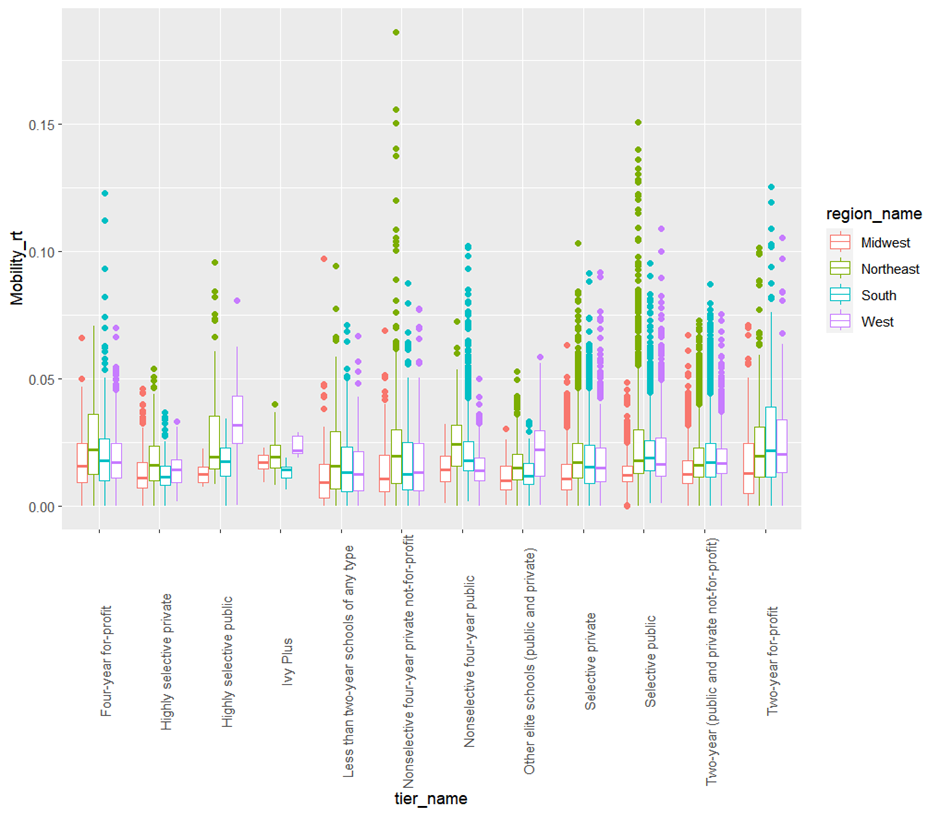 Mobility_rt
0.15
0.10
0.05
0.00
Four-year for-profit
Highly selective private
Highly selective public
Ivy Plus
Less than two-year schools of any type
Nonselective four-year private not-for-profit
Nonselective four-year public
Other elite schools (public and private)
Selective private
Selective public
Two-year (public and private not-for-profit)
Two-year for-profit
tier_name
region_name
Midwest
Northeast
South
West